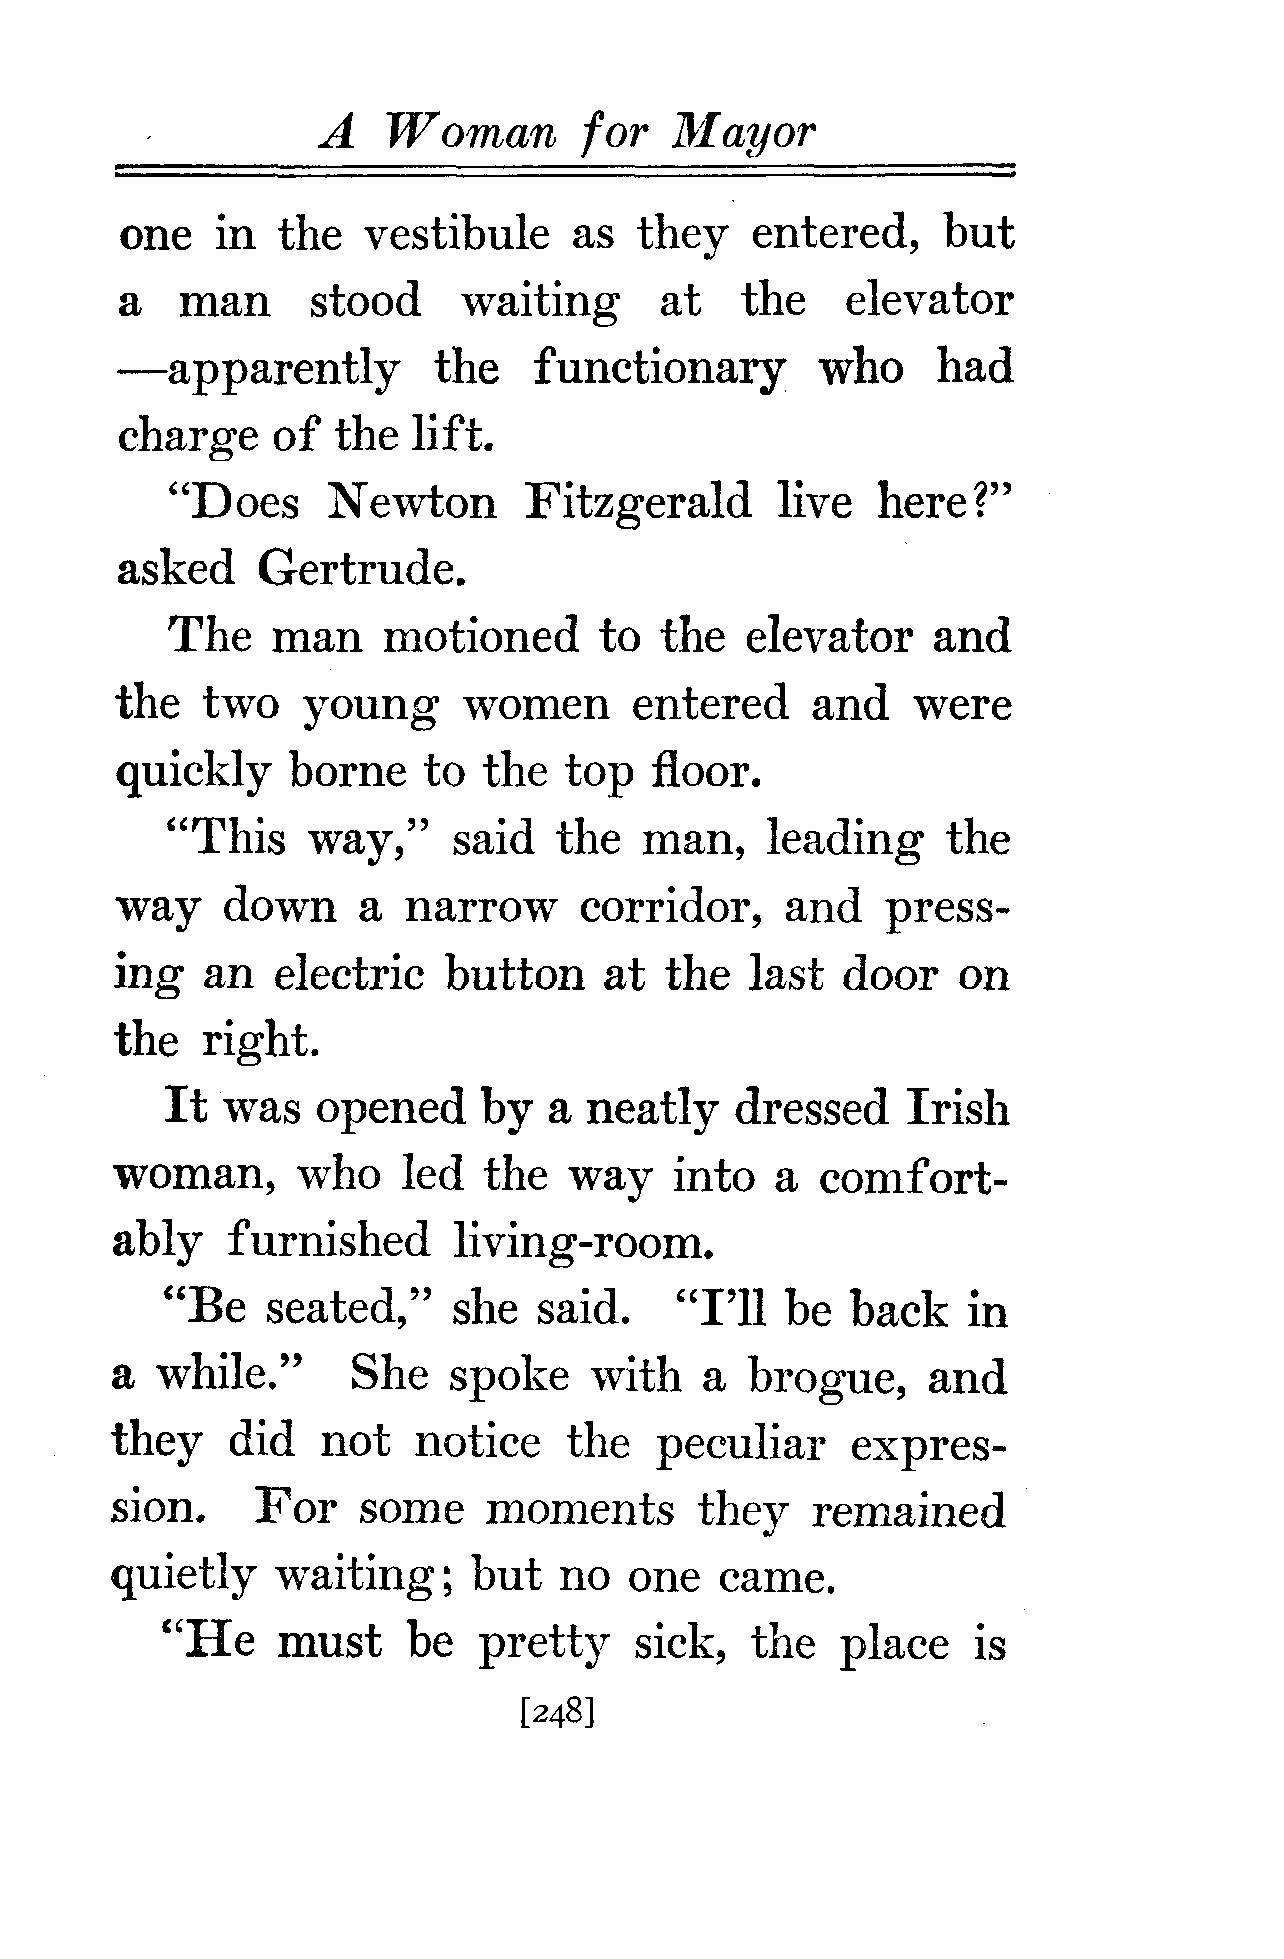 A Woman for Mayor
one in the vestibule as they entered, but
a man stood waiting at the elevator
—apparently the functionary who had
charge of the lift.
“Does Newton Fitzgerald live here?”
asked Gertrude.
The man motioned to the elevator and
the two young women entered and were
quickly borne to the top floor.
“This way,” said the man, leading the
way down a narrow corridor, and press-
ing an electric button at the last door on
the right.
It was opened by a neatly dressed Irish
woman, who led the way into a comfort-
ably furnished living-room.
“Be seated,” she said. “I’ll be back in
a while.” She spoke with a brogue, and
they did not notice the peculiar expres-
sion. For some moments they remained
quietly waiting; but no one came.
“He must be pretty sick, the place is
[248]